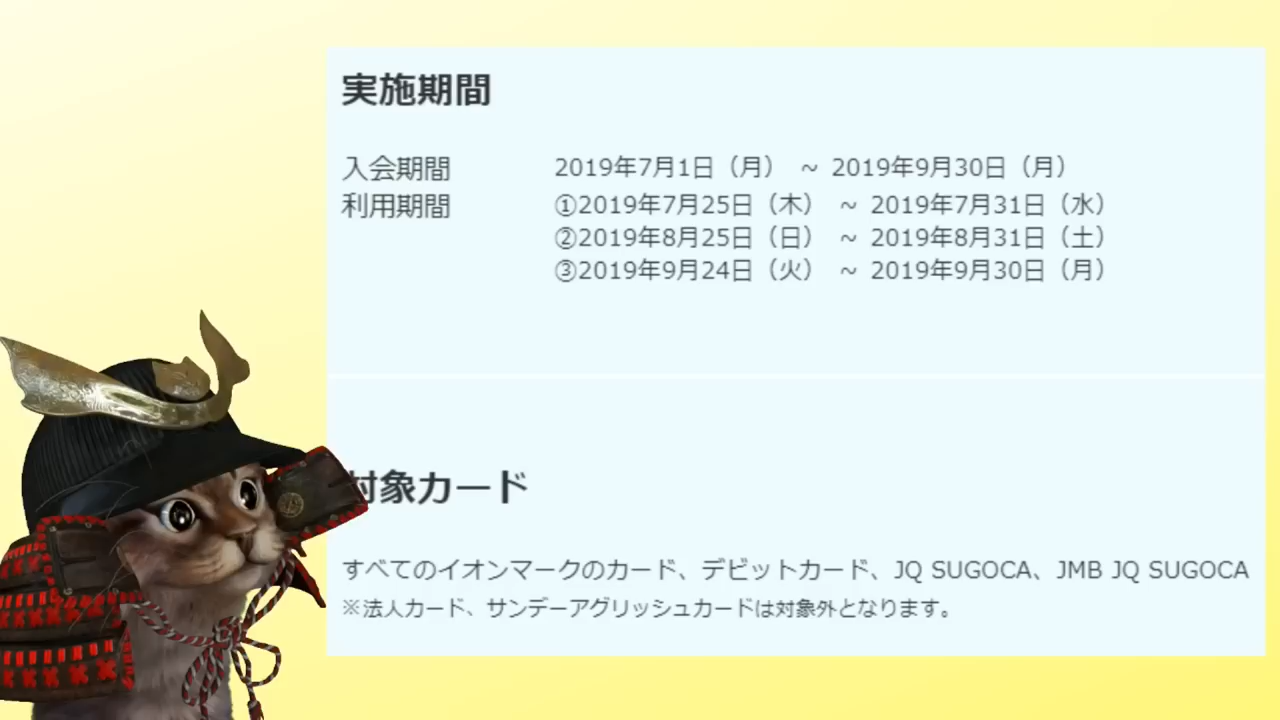 実施期間
入会期間 2019年7月1日（月） ~ 2019年9月30日（月）
利用期間 ①2019年7月25日（木） ~ 2019年7月31日（水）
②2019年8月25日（日） ~ 2019年8月31日（土）
③2019年9月24日（火） ~ 2019年9月30日（月）
対象カード
すべてのイオンマークのカード、デビットカード、JQ SUGOCA、JMB JQ SUGOCA
※法人カード、サンデーアグリッシュカードは対象外となります。